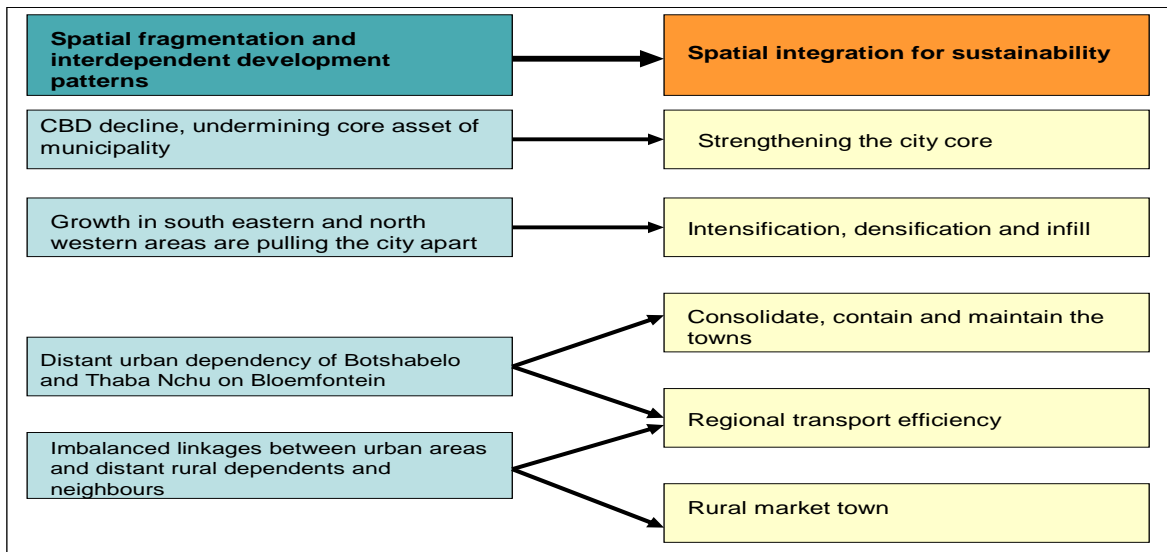 Spatial fragmentation and
interdependent development
patterns
Spatial integration for sustainability
CBD decline, undermining core asset of
municipality
Strengthening the city core
Growth in south eastern and north
western areas are pulling the city apart
Intensification, densification and infill
Distant urban dependency of Botshabelo
and Thaba Nchu on Bloemfontein
Consolidate, contain and maintain the
towns
Regional transport efficiency
Imbalanced linkages between urban areas
and distant rural dependents and
neighbours
Rural market town